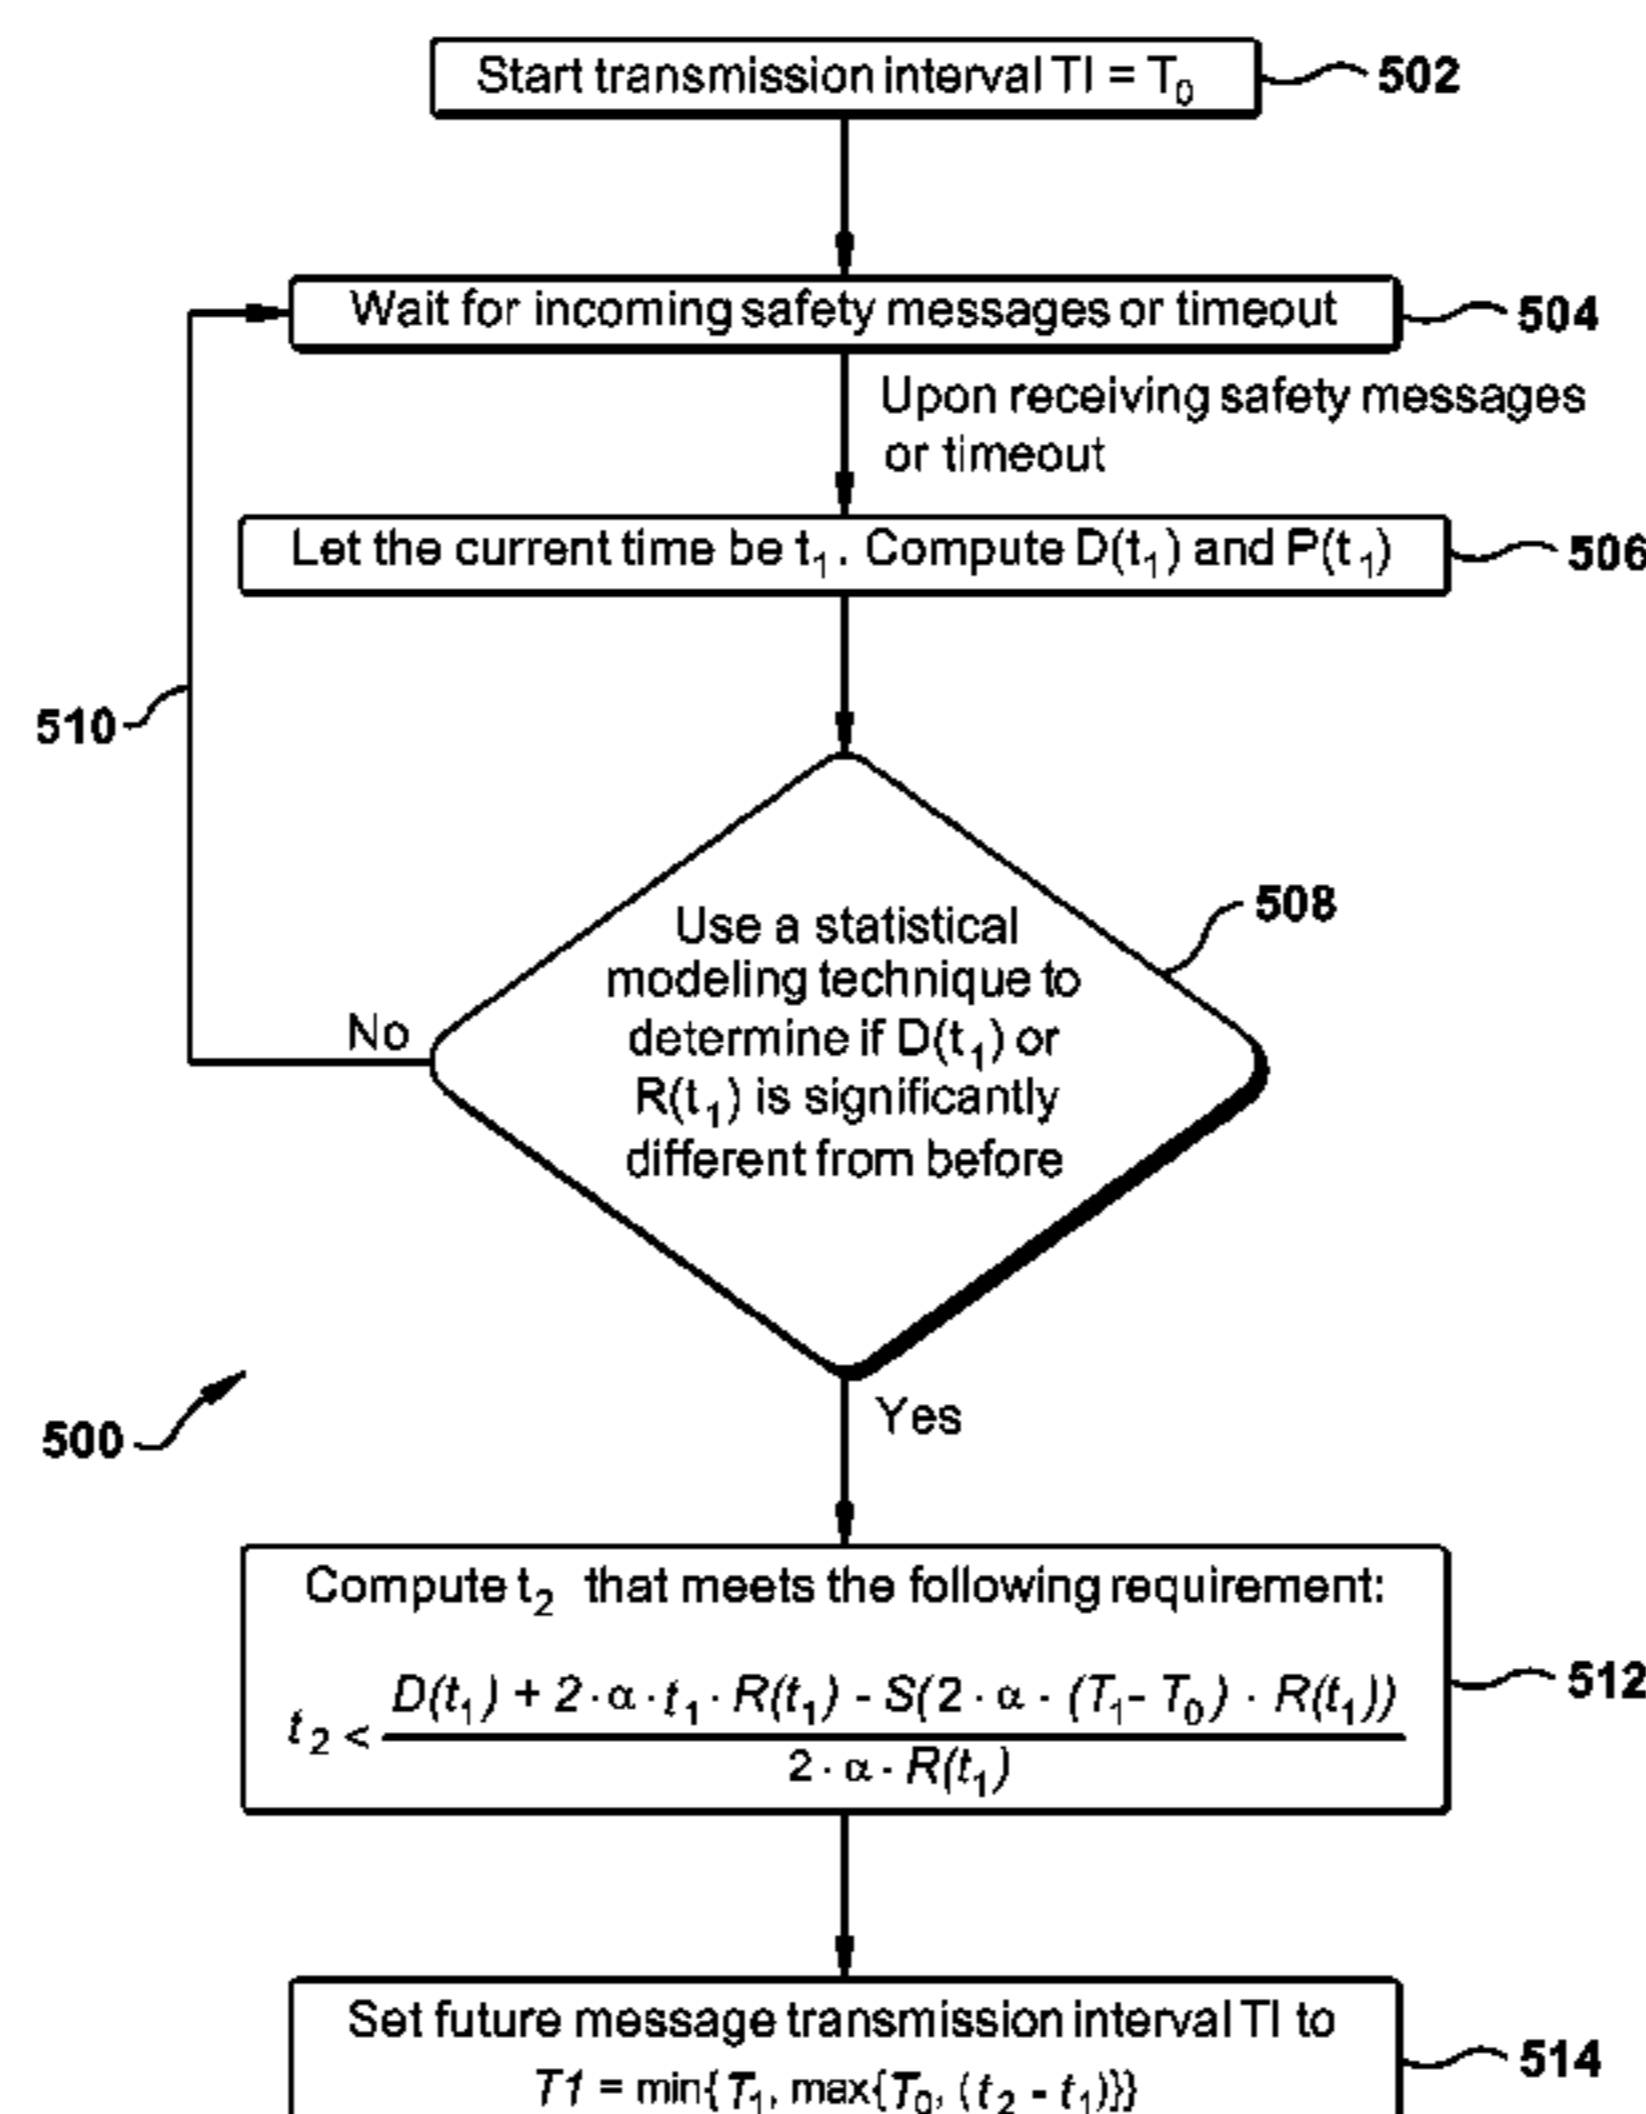 Start transmission interval TI = T₀
502
Wait for incoming safety messages or timeout
504
Upon receiving safety messages
or timeout
Let the current time be t₁. Compute D(t₁) and P(t₁)
506
510
Use a statistical
modeling technique to
determine if D(t₁) or
R(t₁) is significantly
different from before
508
No
500
Yes
Compute t₂ that meets the following requirement:
t₂ < \frac{D(t₁) + 2 · α · t₁ · R(t₁) - S(2 · α · (T₁- T₀) · R(t₁))}{2 · α · R(t₁)}
512
Set future message transmission interval TI to
T1 = min{T₁, max{T₀, (t₂ - t₁)}}
514